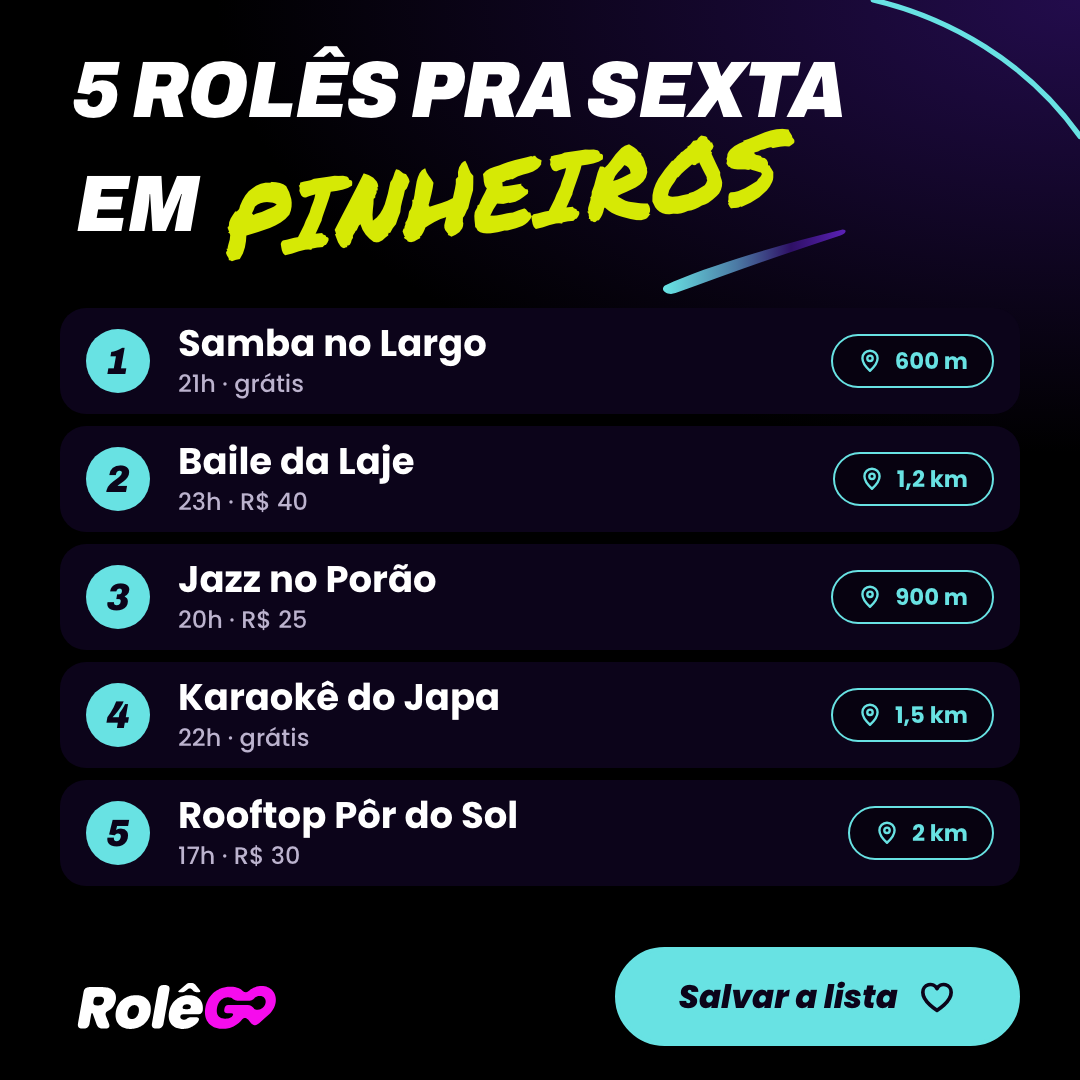 5 ROLÊS PRA SEXTA
EM PINHEIROS
1
Samba no Largo
21h · grátis
600 m
2
Baile da Laje
23h · R$ 40
1,2 km
3
Jazz no Porão
20h · R$ 25
900 m
4
Karaokê do Japa
22h · grátis
1,5 km
5
Rooftop Pôr do Sol
17h · R$ 30
2 km
RolêGO
Salvar a lista